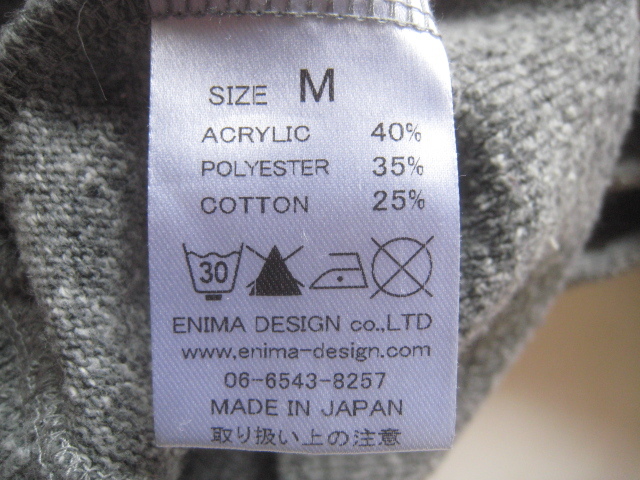 SIZE M
ACRYLIC 40%
POLYESTER 35%
COTTON 25%
30
ENIMA DESIGN co.,LTD
www.enima-design.com
06-6543-8257
MADE IN JAPAN
取り扱い上の注意